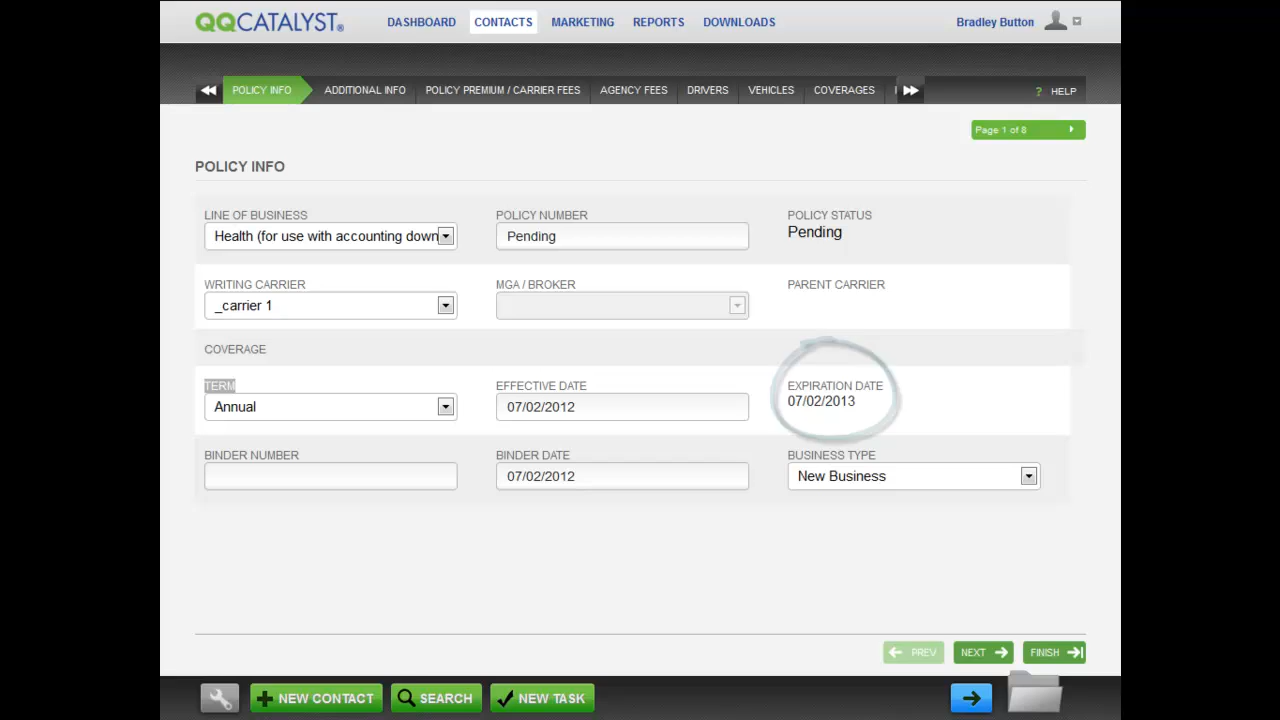 QQCATALYST®
DASHBOARD CONTACTS MARKETING REPORTS DOWNLOADS Bradley Button
POLICY INFO ADDITIONAL INFO POLICY PREMIUM / CARRIER FEES AGENCY FEES DRIVERS VEHICLES COVERAGES ? HELP
Page 1 of 8
POLICY INFO
LINE OF BUSINESS POLICY NUMBER POLICY STATUS
Health (for use with accounting down Pending Pending
WRITING CARRIER MGA / BROKER PARENT CARRIER
_carrier 1
COVERAGE
TERM EFFECTIVE DATE EXPIRATION DATE
Annual 07/02/2012 07/02/2013
BINDER NUMBER BINDER DATE BUSINESS TYPE
07/02/2012 New Business
PREV NEXT FINISH
NEW CONTACT SEARCH NEW TASK